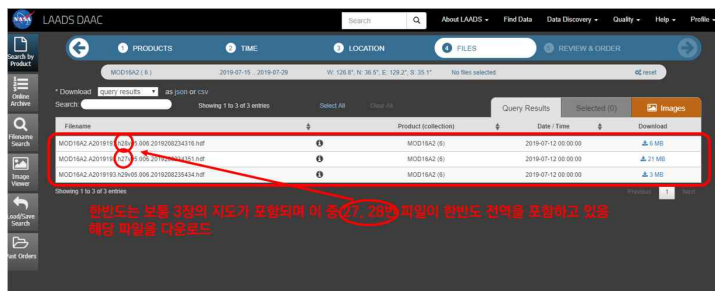 NASA
LAADS DAAC
Search
About LAADS
Find Data
Data Discovery
Quality
Help
Profile
Search by
Product
1 PRODUCTS
2 TIME
3 LOCATION
4 FILES
5 REVIEW & ORDER
MOD16A2 ( 6 )
2019-07-15 .. 2019-07-29
No files selected
reset
Online
Archive
* Download query results as json or csv
Search:
Showing 1 to 3 of 3 entries
Select All
Clear All
Query Results
Selected (0)
Images
Filename
Search
Filename
Product (collection)
Date / Time
Download
MOD16A2 (6)
2019-07-12 00:00:00
6 MB
MOD16A2 (6)
2019-07-12 00:00:00
21 MB
MOD16A2.A2019193.h29v05.006.2019208235434.hdf
MOD16A2 (6)
2019-07-12 00:00:00
3 MB
Image
Viewer
Showing 1 to 3 of 3 entries
Previous 1 Next
Load/Save
Search
한반도는 보통 3장의 지도가 포함되며 이 중 27, 28번 파일이 한반도 전역을 포함하고 있음
해당 파일을 다운로드
Past Orders